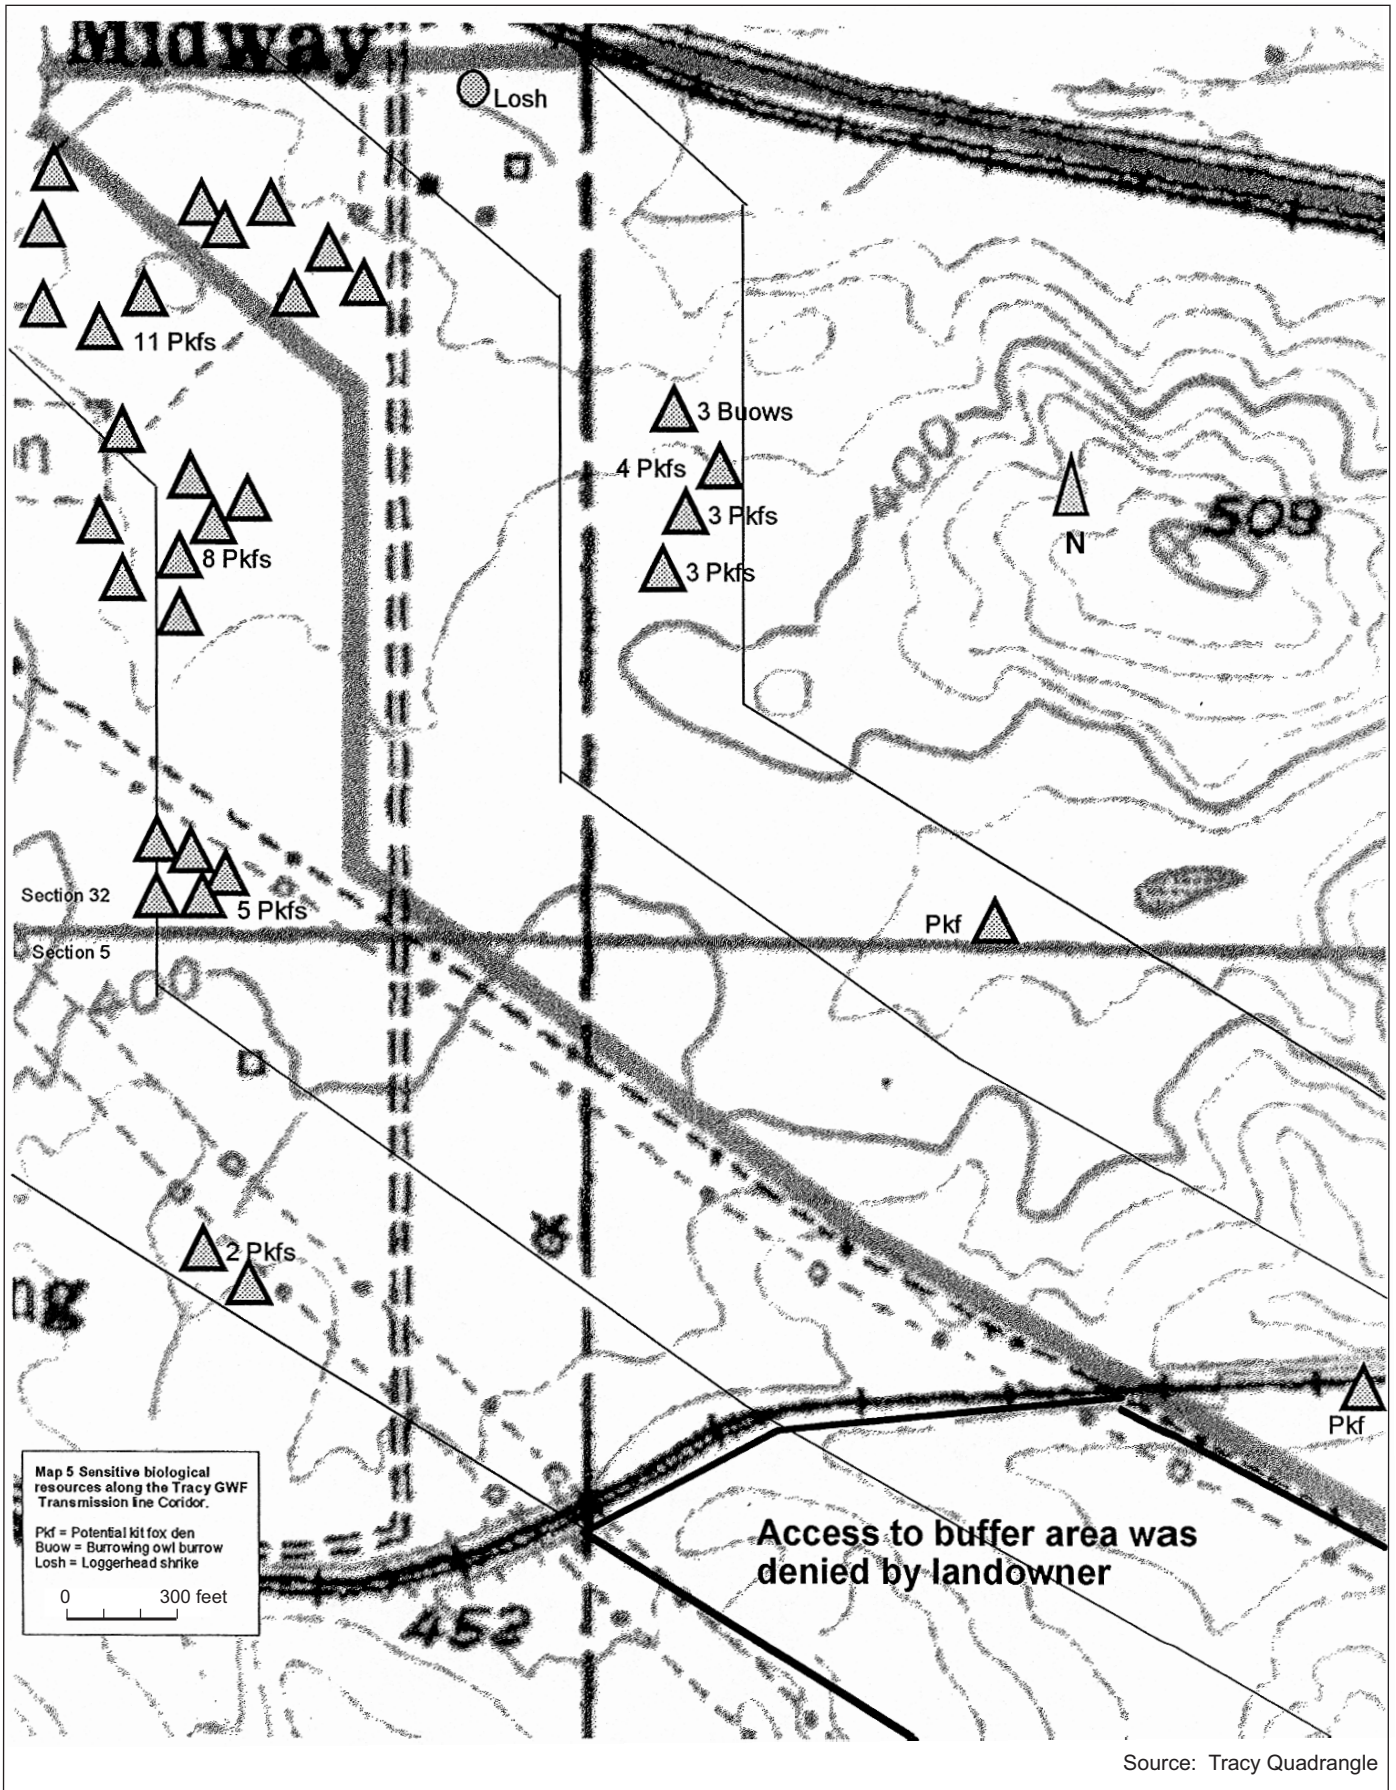 Midway
Losh
11 Pkfs
3 Buows
4 Pkfs
400
n
3 Pkfs
509
N
8 Pkfs
3 Pkfs
Section 32
5 Pkfs
Pkf
Section 5
400
2 Pkfs
ng
Pkf
Map 5 Sensitive biological
resources along the Tracy GWF
Transmission line Coridor.
Pkf = Potential kit fox den
Buow = Burrowing owl burrow
Losh = Loggerhead shrike
0 300 feet
Access to buffer area was
denied by landowner
452
Source: Tracy Quadrangle